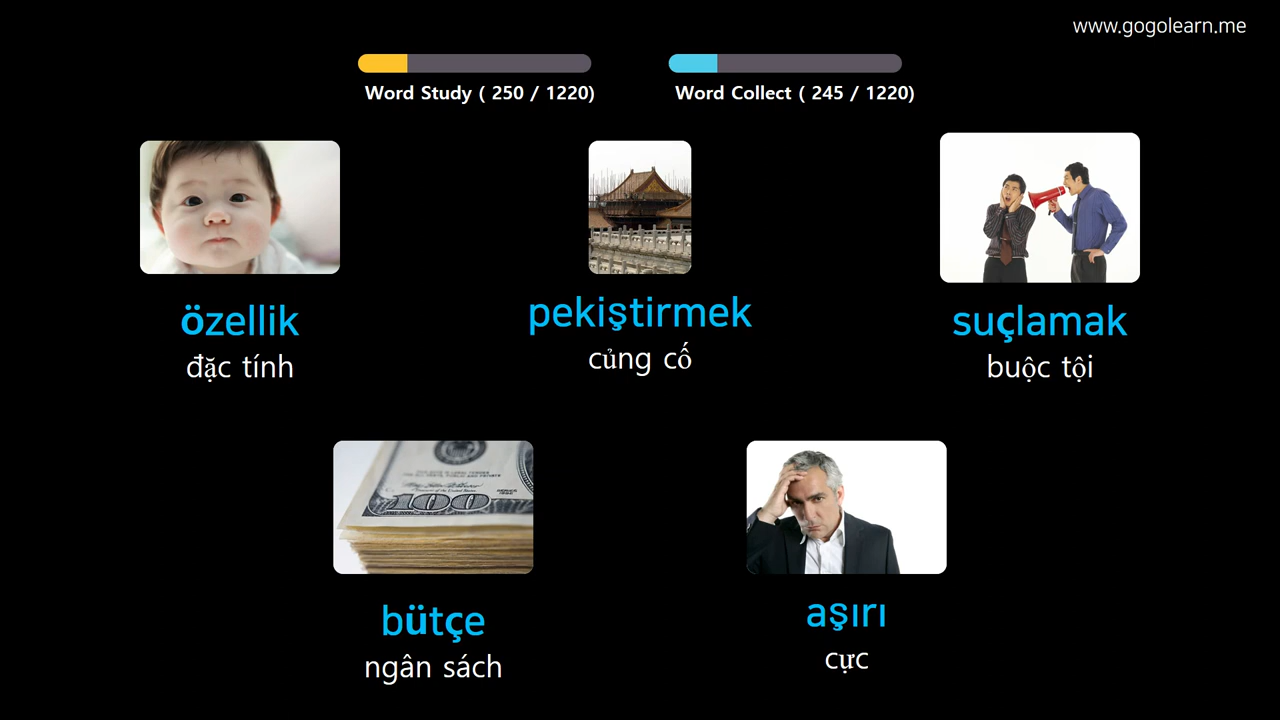 www.gogolearn.me
Word Study ( 250 / 1220)
Word Collect ( 245 / 1220)
özellik
đặc tính
pekiştirmek
củng cố
suçlamak
buộc tội
100
bütçe
ngân sách
aşırı
cực